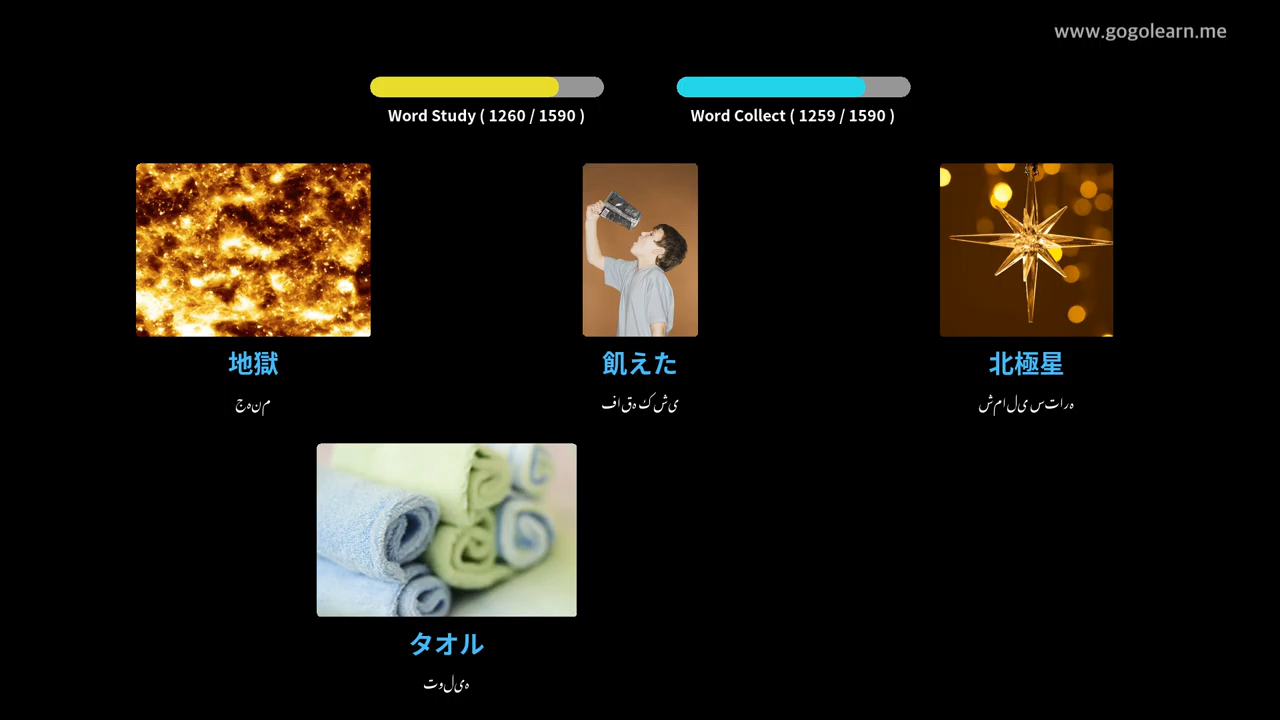 www.gogolearn.me
Word Study ( 1260 / 1590 )
Word Collect ( 1259 / 1590 )
地獄
جہنم
飢えた
فاقہ کشی
北極星
شمالی ستارہ
タオル
تولیہ